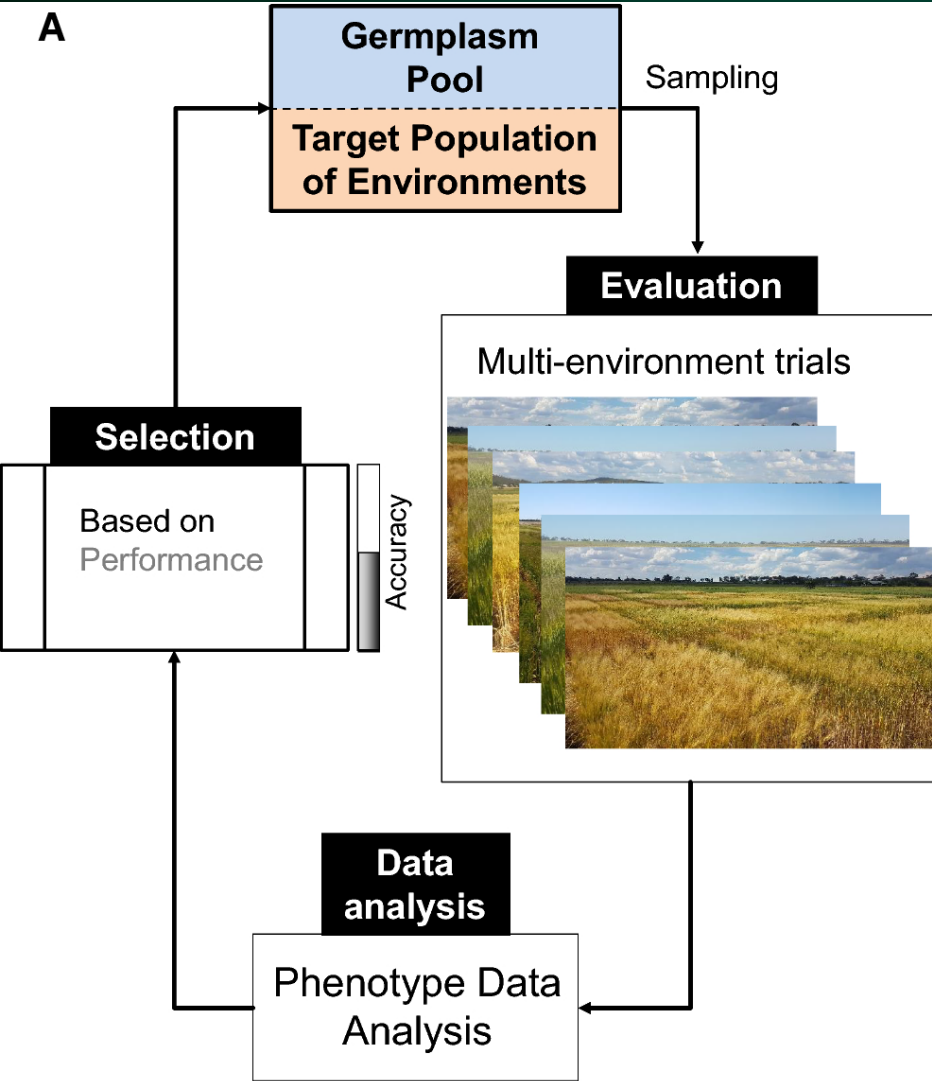 A
Germplasm
Pool
Target Population
of Environments
Sampling
Evaluation
Multi-environment trials
Selection
Based on
Performance
Accuracy
Data
analysis
Phenotype Data
Analysis